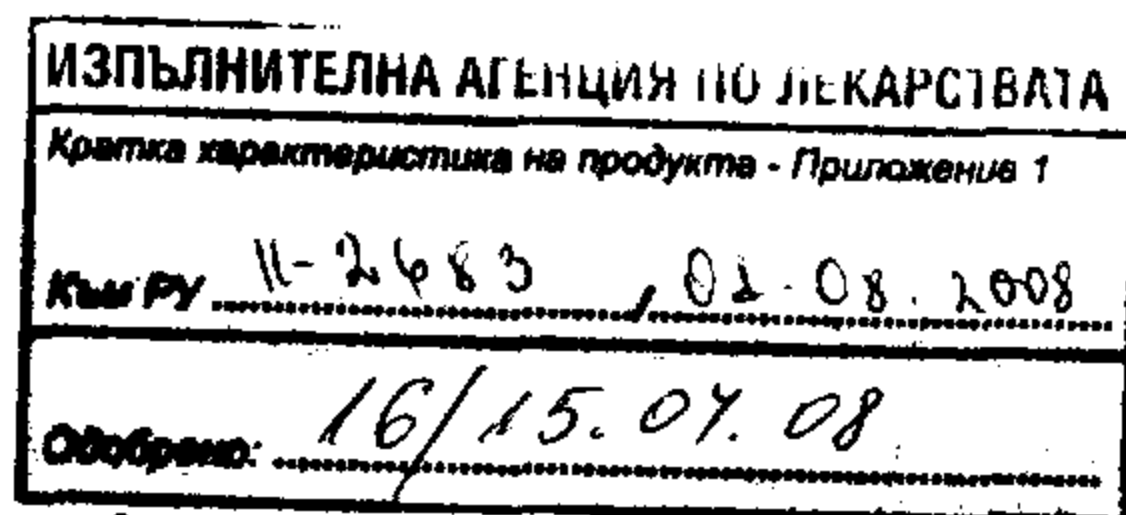 ИЗПЪЛНИТЕЛНА АГЕНЦИЯ ПО ЛЕКАРСТВАТА
Кратка характеристика на продукта - Приложение 1
Към РУ 11-2683 , 01.08.2008
Одобрено: 16/15.07.08